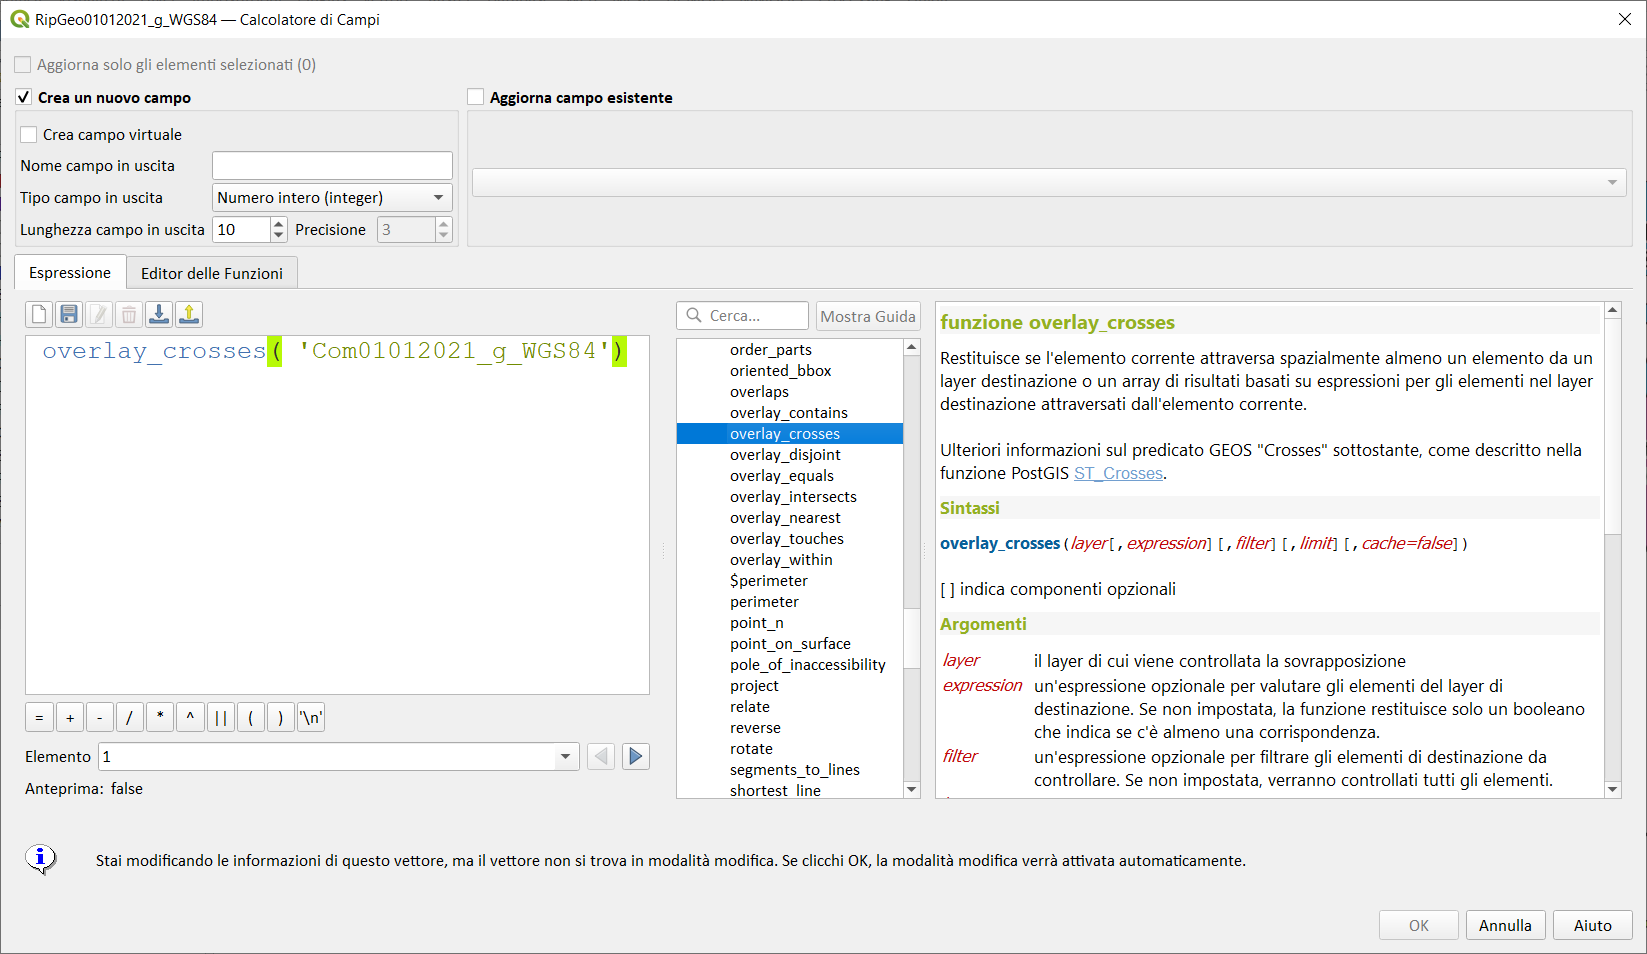 RipGeo01012021_g_WGS84 — Calcolatore di Campi
Aggiorna solo gli elementi selezionati (0)
Crea un nuovo campo
Aggiorna campo esistente
Crea campo virtuale
Nome campo in uscita
Tipo campo in uscita
Numero intero (integer)
Lunghezza campo in uscita
10
Precisione
3
Espressione
Editor delle Funzioni
overlay_crosses( 'Com01012021_g_WGS84')
=
+
-
/
*
^
||
(
)
'\n'
Elemento
1
Anteprima: false
Cerca...
Mostra Guida
order_parts
oriented_bbox
overlaps
overlay_contains
overlay_crosses
overlay_disjoint
overlay_equals
overlay_intersects
overlay_nearest
overlay_touches
overlay_within
$perimeter
perimeter
point_n
point_on_surface
pole_of_inaccessibility
project
relate
reverse
rotate
segments_to_lines
shortest_line
funzione overlay_crosses
Restituisce se l'elemento corrente attraversa spazialmente almeno un elemento da un
layer destinazione o un array di risultati basati su espressioni per gli elementi nel layer
destinazione attraversati dall'elemento corrente.
Ulteriori informazioni sul predicato GEOS "Crosses" sottostante, come descritto nella
funzione PostGIS ST_Crosses.
Sintassi
overlay_crosses(layer[,expression][,filter][,limit][,cache=false])
[ ] indica componenti opzionali
Argomenti
layer
il layer di cui viene controllata la sovrapposizione
expression
un'espressione opzionale per valutare gli elementi del layer di
destinazione. Se non impostata, la funzione restituisce solo un booleano
che indica se c'è almeno una corrispondenza.
filter
un'espressione opzionale per filtrare gli elementi di destinazione da
controllare. Se non impostata, verranno controllati tutti gli elementi.
Stai modificando le informazioni di questo vettore, ma il vettore non si trova in modalità modifica. Se clicchi OK, la modalità modifica verrà attivata automaticamente.
OK
Annulla
Aiuto